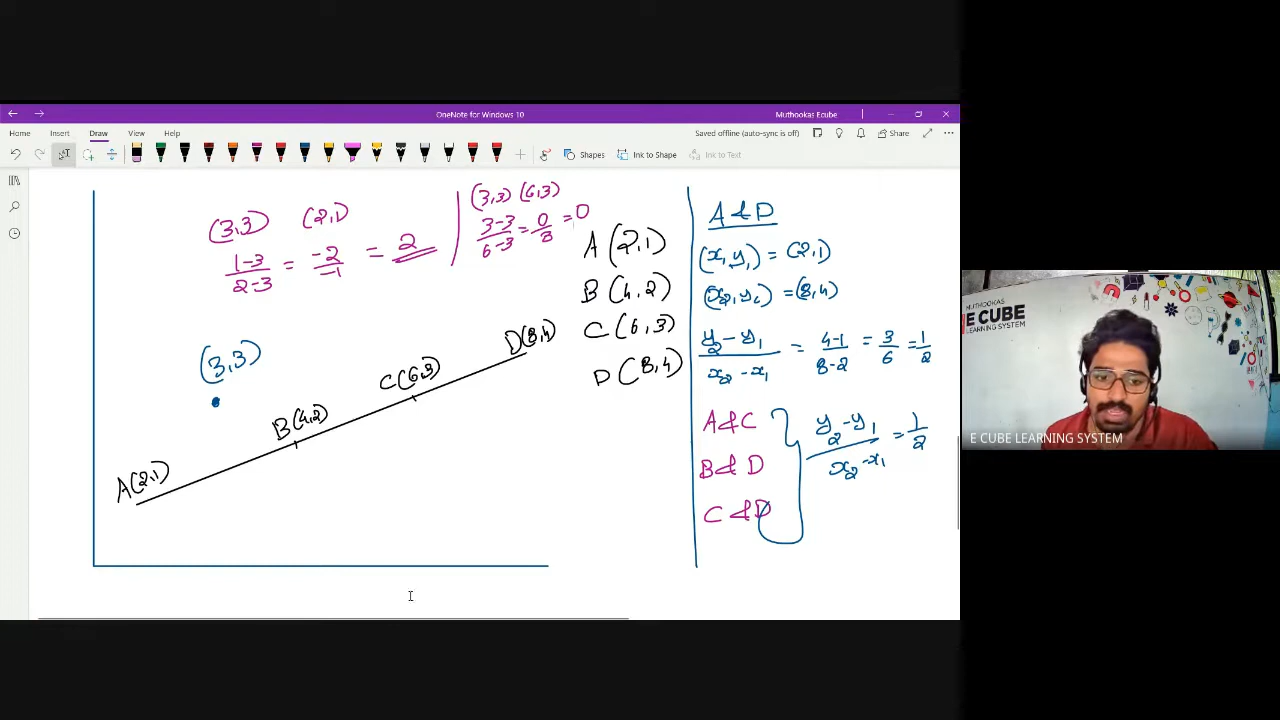 OneNote for Windows 10
Muthookas Ecube
Home Insert Draw View Help
Saved offline (auto-sync is off)
Share
Shapes
Ink to Shape
Ink to Text
(3,3) (2,1)
1-3/2-3 = -2/-1 = 2
(3,3) (6,3)
3-3/6-3 = 0/3 = 0
A (2,1)
B (4,2)
C (6,3)
D (8,4)
(3,3)
A(2,1)
B(4,2)
C(6,3)
D(8,4)
A & D
(x₁,y₁) = (2,1)
(x₂,y₂) = (8,4)
y₂-y₁/x₂-x₁ = 4-1/8-2 = 3/6 = 1/2
A & C
B & D
C & D
y₂-y₁/x₂-x₁ = 1/2
MUTHOOKAS
E CUBE
LEARNING SYSTEM
E CUBE LEARNING SYSTEM